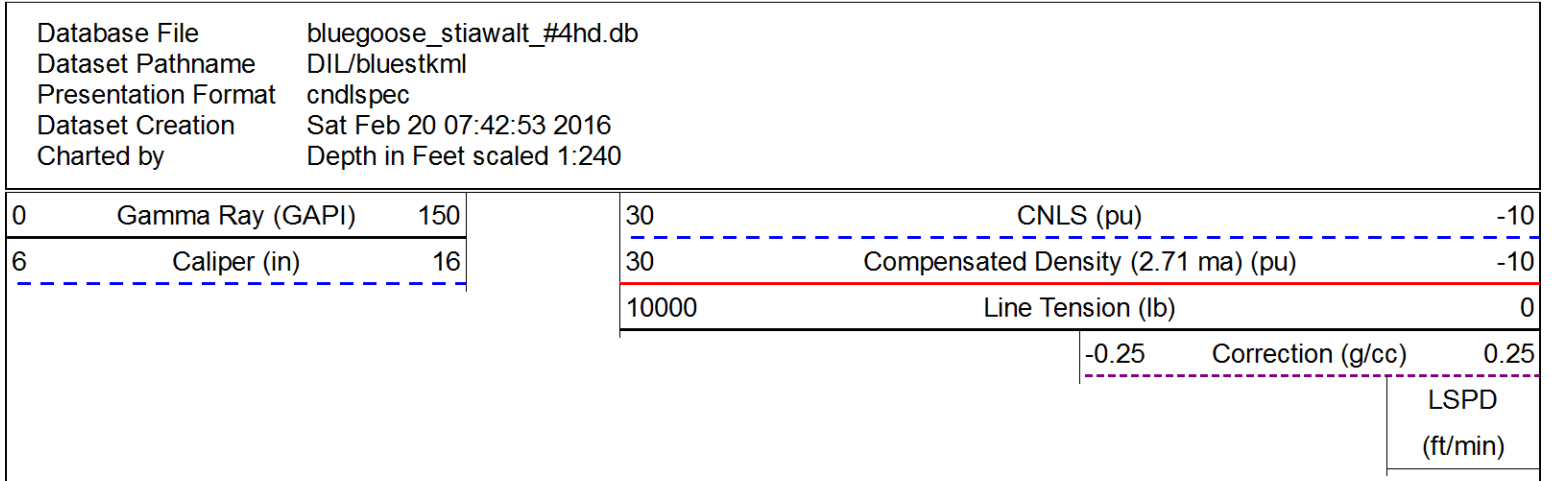 Database File bluegoose_stiawalt_#4hd.db
Dataset Pathname DIL/bluestkml
Presentation Format cndlspec
Dataset Creation Sat Feb 20 07:42:53 2016
Charted by Depth in Feet scaled 1:240
0 Gamma Ray (GAPI) 150 30 CNLS (pu) -10
6 Caliper (in) 16 30 Compensated Density (2.71 ma) (pu) -10
10000 Line Tension (lb) 0
-0.25 Correction (g/cc) 0.25
LSPD
(ft/min)